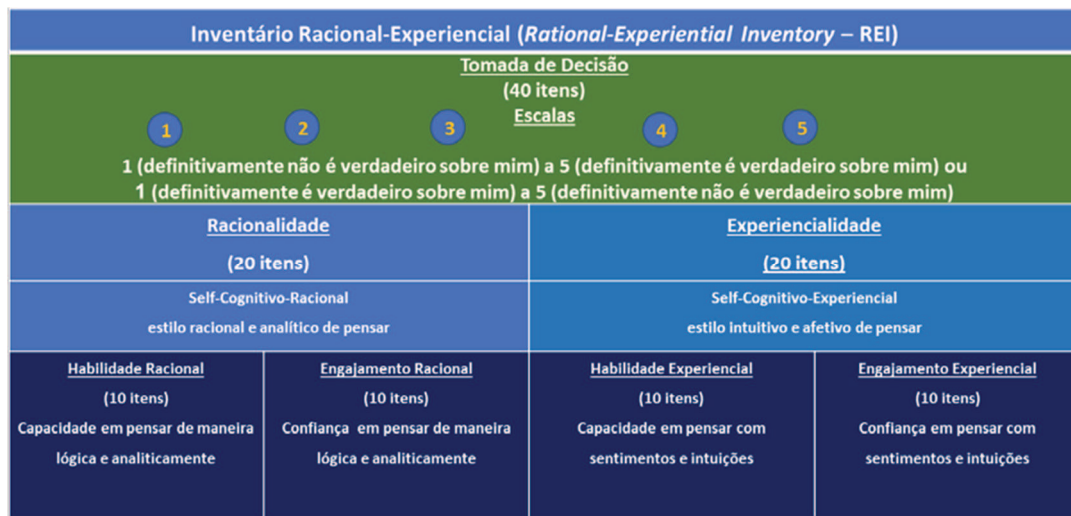 Inventário Racional-Experiencial (Rational-Experiential Inventory – REI)
Tomada de Decisão
(40 itens)
Escalas
1 2 3 4 5
1 (definitivamente não é verdadeiro sobre mim) a 5 (definitivamente é verdadeiro sobre mim) ou
1 (definitivamente é verdadeiro sobre mim) a 5 (definitivamente não é verdadeiro sobre mim)
Racionalidade
(20 itens)
Experiencialidade
(20 itens)
Self-Cognitivo-Racional
estilo racional e analítico de pensar
Self-Cognitivo-Experiencial
estilo intuitivo e afetivo de pensar
Habilidade Racional
(10 itens)
Capacidade em pensar de maneira
lógica e analiticamente
Engajamento Racional
(10 itens)
Confiança em pensar de maneira
lógica e analiticamente
Habilidade Experiencial
(10 itens)
Capacidade em pensar com
sentimentos e intuições
Engajamento Experiencial
(10 itens)
Confiança em pensar com
sentimentos e intuições